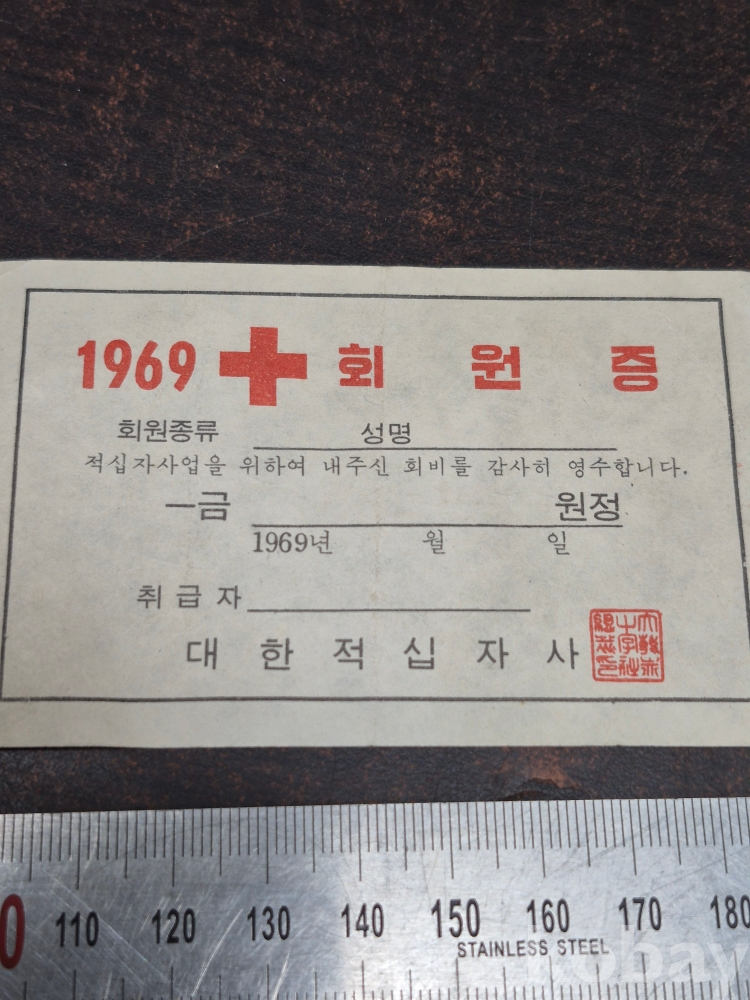 1969 회원증
회원종류 성명
적십자사업을 위하여 내주신 회비를 감사히 영수합니다.
一금 원정
1969년 월 일
취급자
대한적십자사
0 110 120 130 140 150 160 170 180
STAINLESS STEEL
Kobay